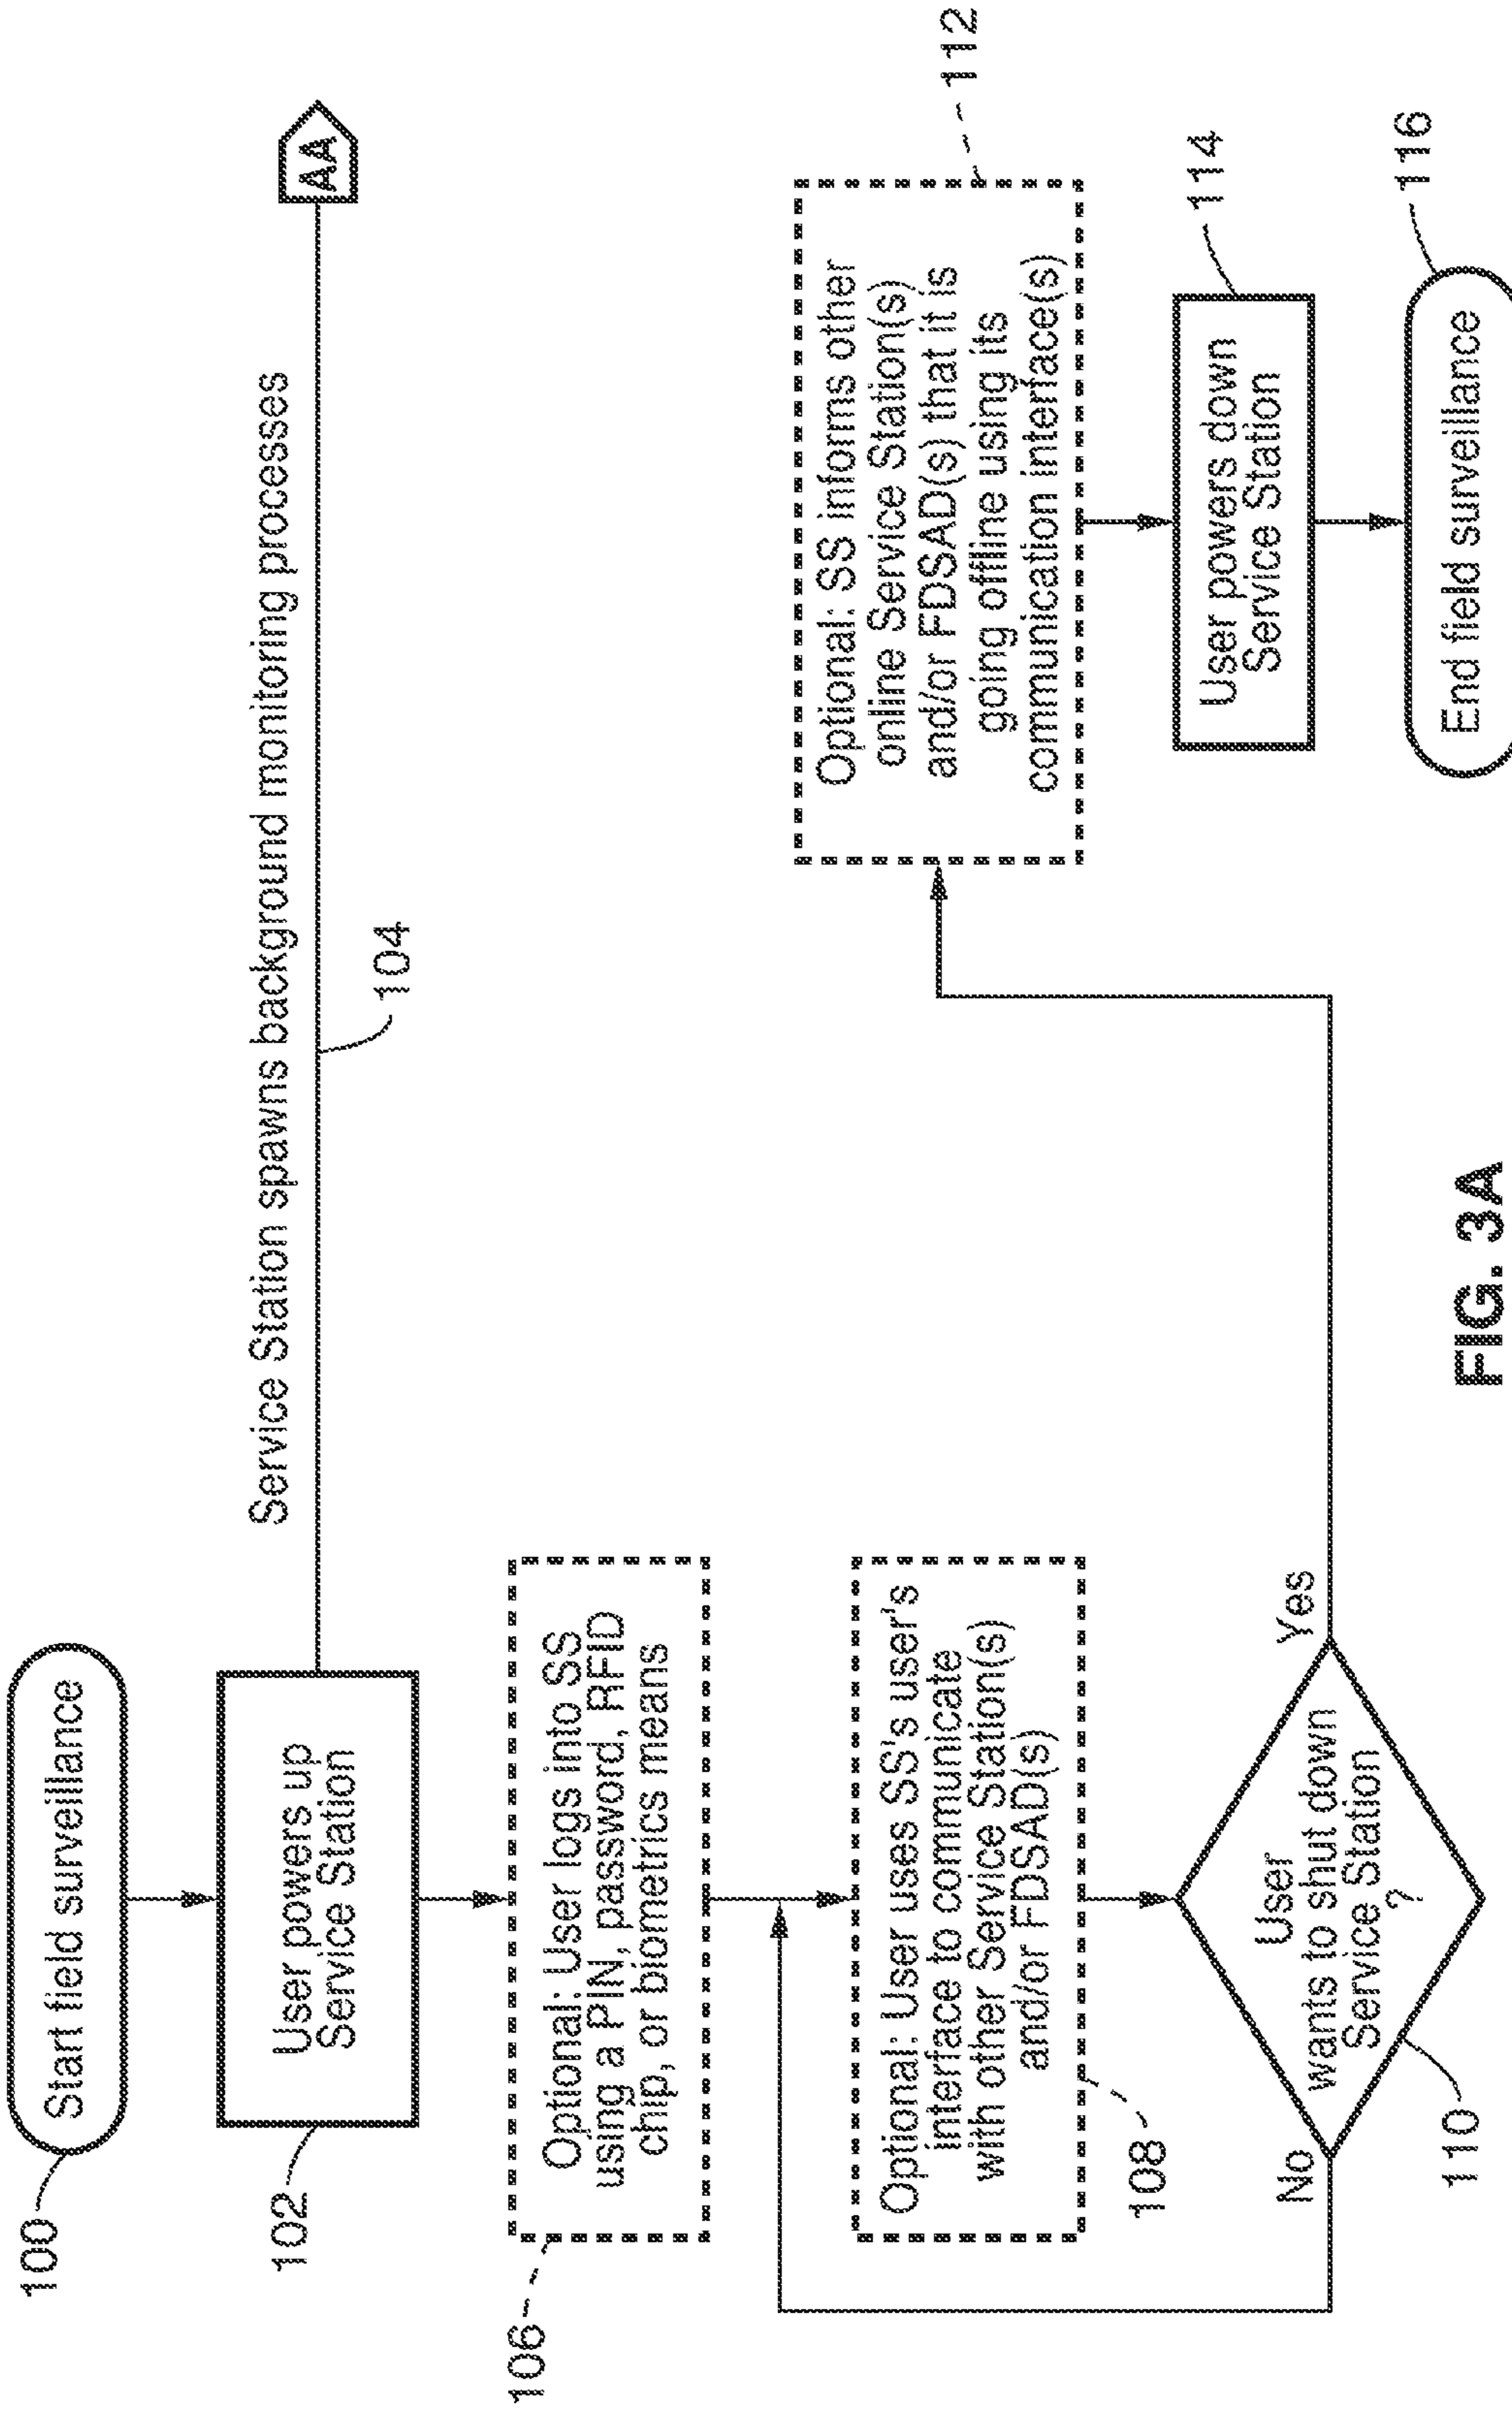 100
Start field surveillance
102
User powers up
Service Station
Service Station spawns background monitoring processes
104
AA
106
Optional: User logs into SS
using a PIN, password, RFID
chip, or biometrics means
Optional: User uses SS's user's
interface to communicate
with other Service Station(s)
and/or FDSAD(s)
108
User
wants to shut down
Service Station
?
No
Yes
110
Optional: SS informs other
online Service Station(s)
and/or FDSAD(s) that it is
going offline using its
communication interface(s)
112
User powers down
Service Station
114
End field surveillance
116
FIG. 3A